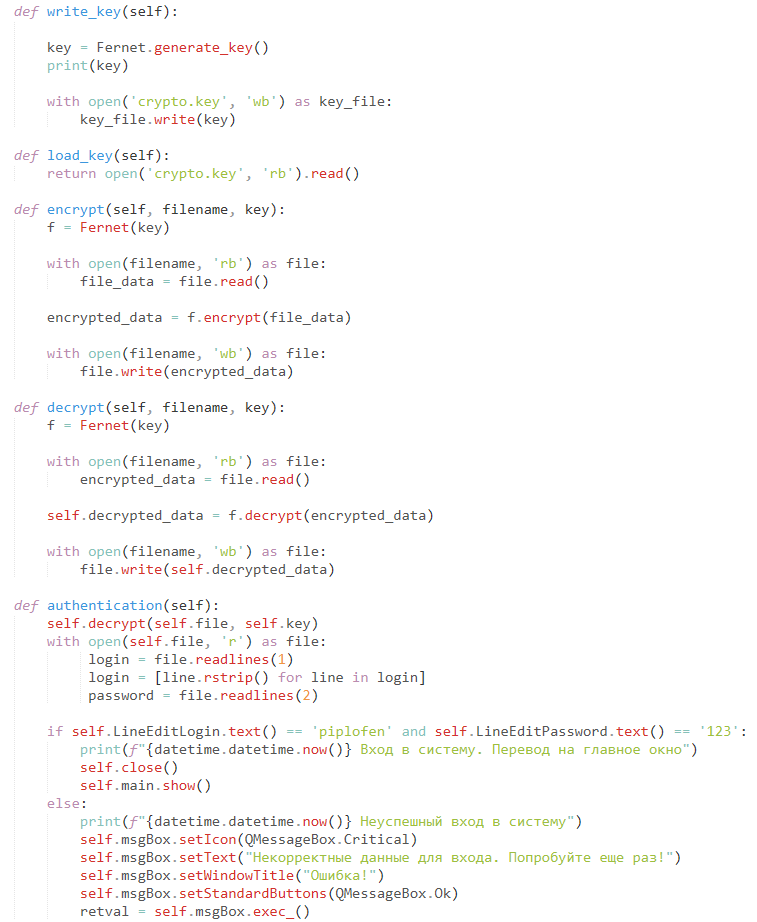 def write_key(self):
key = Fernet.generate_key()
print(key)
with open('crypto.key', 'wb') as key_file:
key_file.write(key)
def load_key(self):
return open('crypto.key', 'rb').read()
def encrypt(self, filename, key):
f = Fernet(key)
with open(filename, 'rb') as file:
file_data = file.read()
encrypted_data = f.encrypt(file_data)
with open(filename, 'wb') as file:
file.write(encrypted_data)
def decrypt(self, filename, key):
f = Fernet(key)
with open(filename, 'rb') as file:
encrypted_data = file.read()
self.decrypted_data = f.decrypt(encrypted_data)
with open(filename, 'wb') as file:
file.write(self.decrypted_data)
def authentication(self):
self.decrypt(self.file, self.key)
with open(self.file, 'r') as file:
login = file.readlines(1)
login = [line.rstrip() for line in login]
password = file.readlines(2)
if self.LineEditLogin.text() == 'piplofen' and self.LineEditPassword.text() == '123':
print(f"{datetime.datetime.now()} Вход в систему. Перевод на главное окно")
self.close()
self.main.show()
else:
print(f"{datetime.datetime.now()} Неуспешный вход в систему")
self.msgBox.setIcon(QMessageBox.Critical)
self.msgBox.setText("Некорректные данные для входа. Попробуйте еще раз!")
self.msgBox.setWindowTitle("Ошибка!")
self.msgBox.setStandardButtons(QMessageBox.Ok)
retval = self.msgBox.exec_()